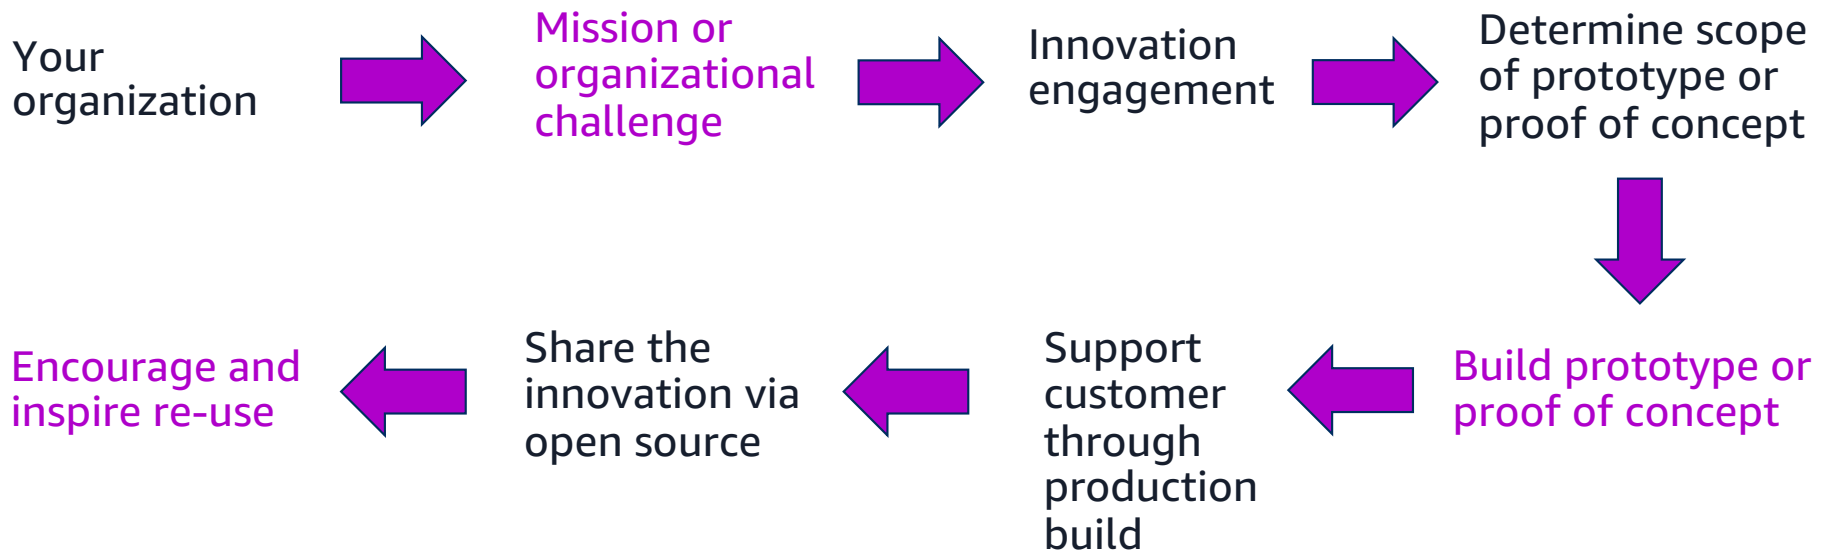 Your
organization
Mission or
organizational
challenge
Innovation
engagement
Determine scope
of prototype or
proof of concept
Build prototype or
proof of concept
Support
customer
through
production
build
Share the
innovation via
open source
Encourage and
inspire re-use